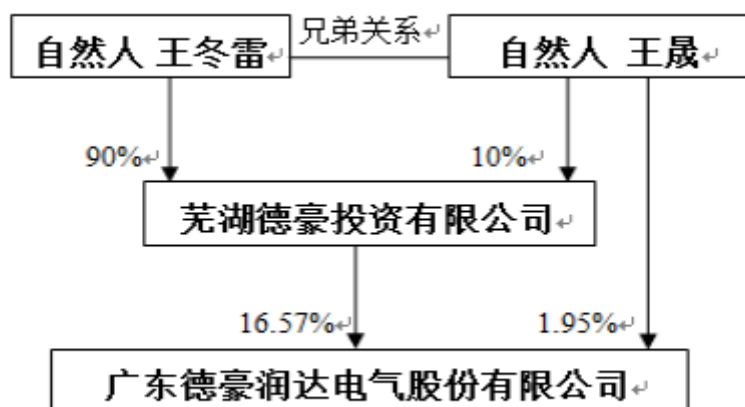 兄弟关系
自然人 王冬雷
自然人 王晟
90%
10%
芜湖德豪投资有限公司
16.57%
1.95%
广东德豪润达电气股份有限公司